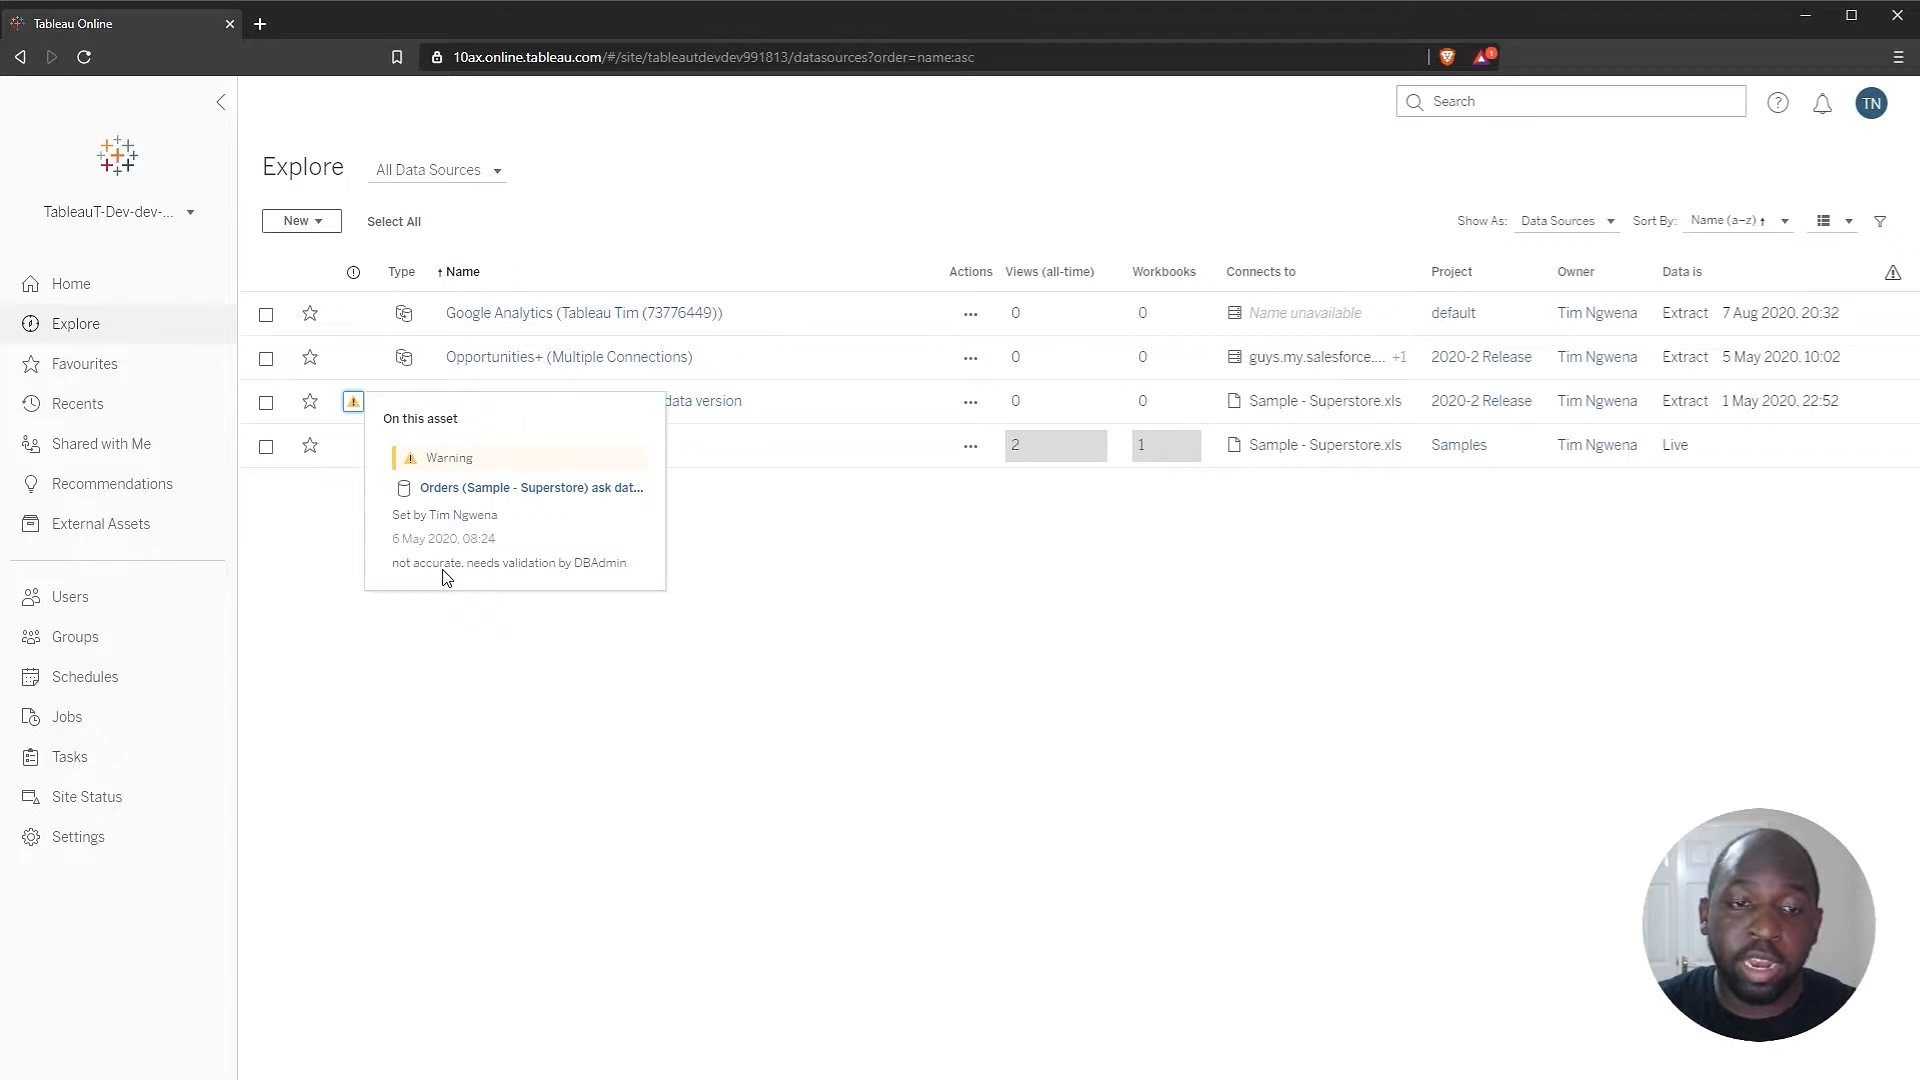 Tableau Online
10ax.online.tableau.com/#/site/tableautdevdev991813/datasources?order=name:asc
1
Search
?
TN
TableauT-Dev-dev-...
Home
Explore
Favourites
Recents
Shared with Me
Recommendations
External Assets
Users
Groups
Schedules
Jobs
Tasks
Site Status
Settings
Explore All Data Sources
New Select All Show As: Data Sources Sort By: Name (a–z) ↑
Type ↑ Name Actions Views (all-time) Workbooks Connects to Project Owner Data is
Google Analytics (Tableau Tim (73776449)) ... 0 0 Name unavailable default Tim Ngwena Extract 7 Aug 2020, 20:32
Opportunities+ (Multiple Connections) ... 0 0 guys.my.salesforce.... +1 2020-2 Release Tim Ngwena Extract 5 May 2020, 10:02
data version ... 0 0 Sample - Superstore.xls 2020-2 Release Tim Ngwena Extract 1 May 2020, 22:52
... 2 1 Sample - Superstore.xls Samples Tim Ngwena Live
On this asset
Warning
Orders (Sample - Superstore) ask dat...
Set by Tim Ngwena
6 May 2020, 08:24
not accurate. needs validation by DBAdmin